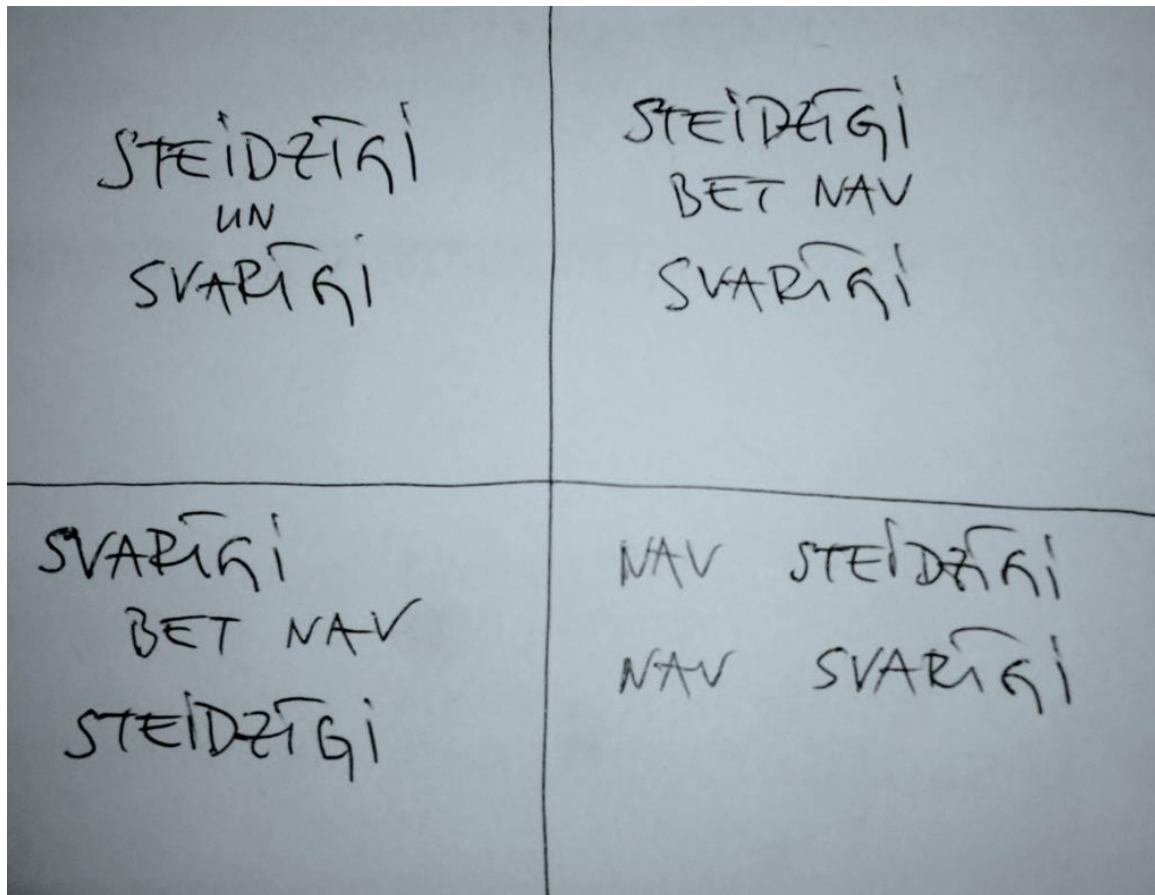 STEIDZĪGI
UN
SVARĪGI
STEIDZĪGI
BET NAV
SVARĪGI
SVARĪGI
BET NAV
STEIDZĪGI
NAV STEIDZĪGI
NAV SVARĪGI